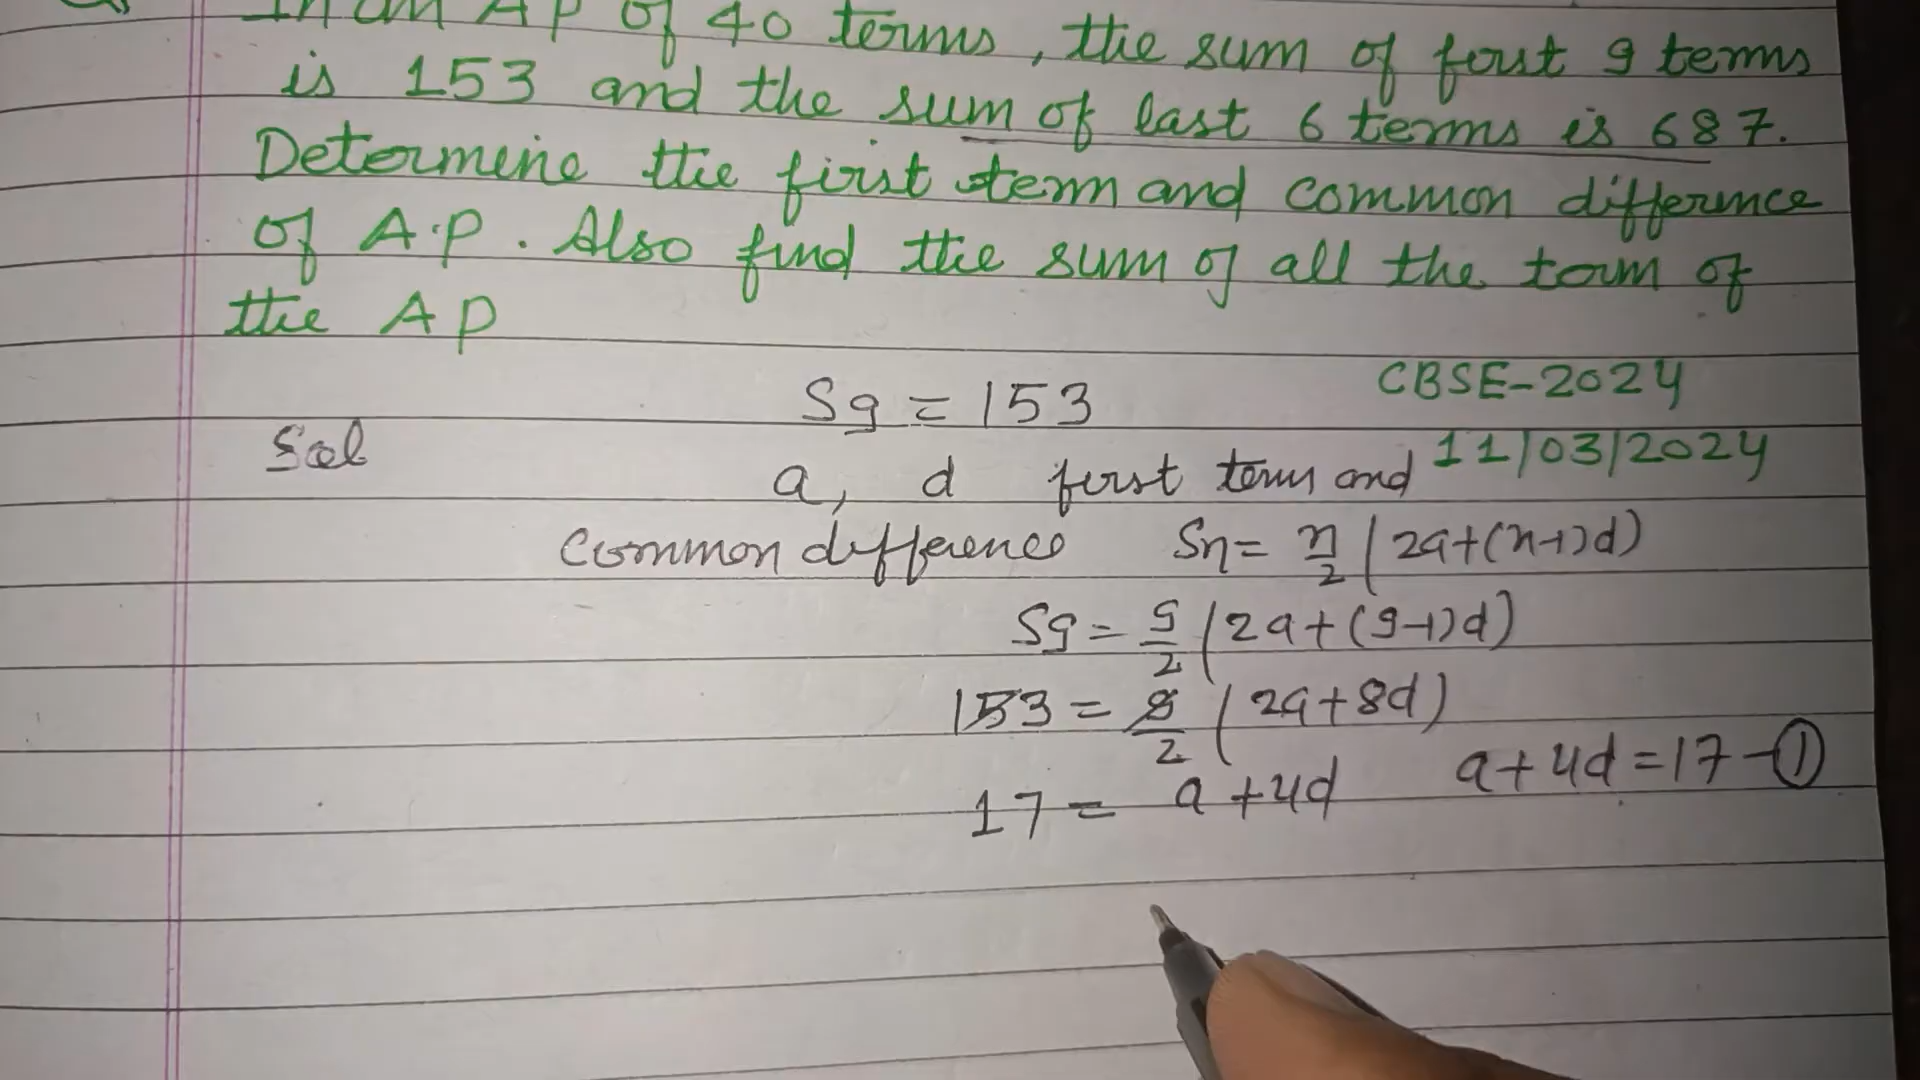 In an AP of 40 terms, the sum of first 9 terms
is 153 and the sum of last 6 terms is 687.
Determine the first term and common difference
of A.P. Also find the sum of all the term of
the AP
CBSE-2024
S9 = 153
11/03/2024
Sol
a, d first term and
common difference Sn = n/2 (2a+(n-1)d)
S9 = 9/2 (2a+(9-1)d)
153 = 9/2 (2a+8d)
17 = a+4d a+4d=17-①